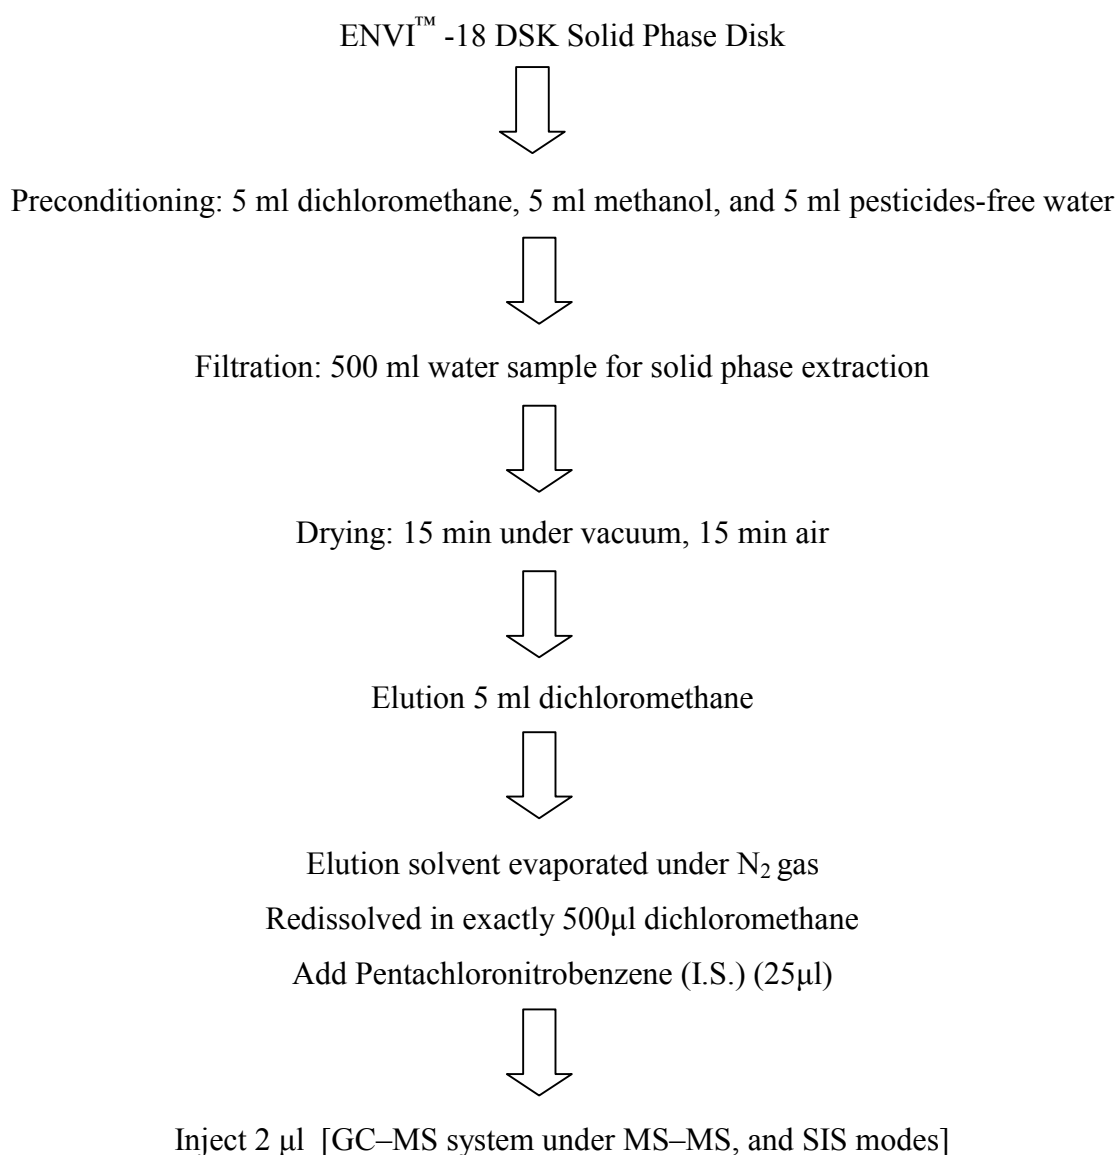 ENVI™ -18 DSK Solid Phase Disk
Preconditioning: 5 ml dichloromethane, 5 ml methanol, and 5 ml pesticides-free water
Filtration: 500 ml water sample for solid phase extraction
Drying: 15 min under vacuum, 15 min air
Elution 5 ml dichloromethane
Elution solvent evaporated under N₂ gas
Redissolved in exactly 500μl dichloromethane
Add Pentachloronitrobenzene (I.S.) (25μl)
Inject 2 μl [GC–MS system under MS–MS, and SIS modes]